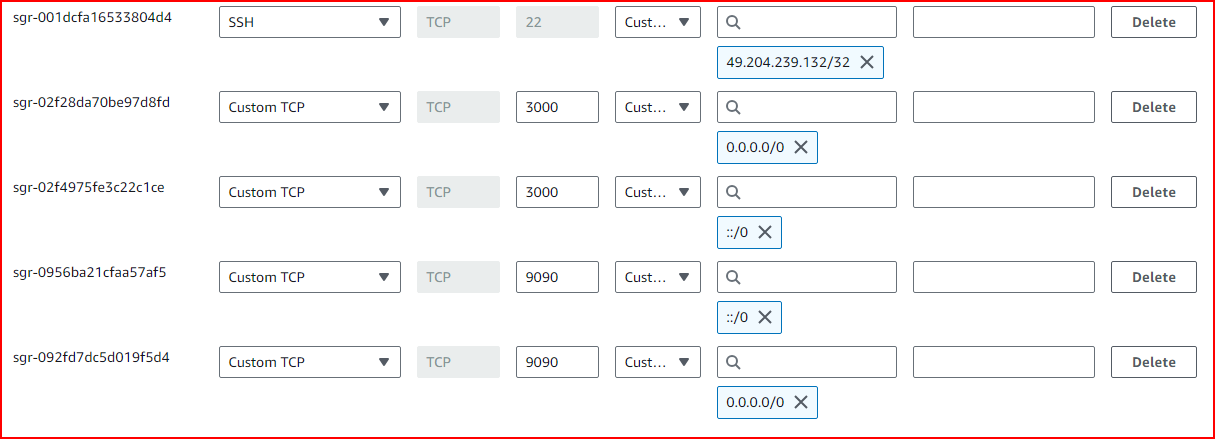 sgr-001dcfa16533804d4 SSH TCP 22 Cust... Delete
49.204.239.132/32
sgr-02f28da70be97d8fd Custom TCP TCP 3000 Cust... Delete
0.0.0.0/0
sgr-02f4975fe3c22c1ce Custom TCP TCP 3000 Cust... Delete
::/0
sgr-0956ba21cfaa57af5 Custom TCP TCP 9090 Cust... Delete
::/0
sgr-092fd7dc5d019f5d4 Custom TCP TCP 9090 Cust... Delete
0.0.0.0/0